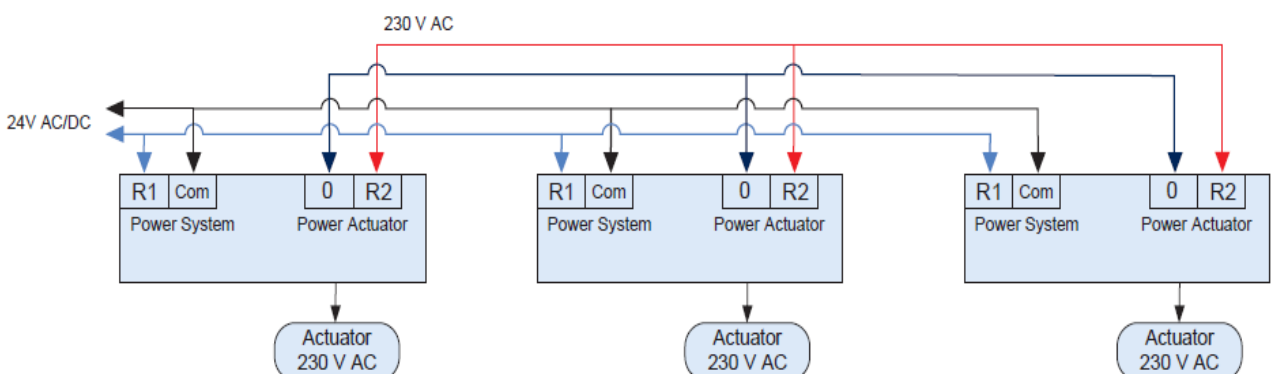 230 V AC
24V AC/DC
R1 Com 0 R2
Power System Power Actuator
R1 Com 0 R2
Power System Power Actuator
R1 Com 0 R2
Power System Power Actuator
Actuator
230 V AC
Actuator
230 V AC
Actuator
230 V AC